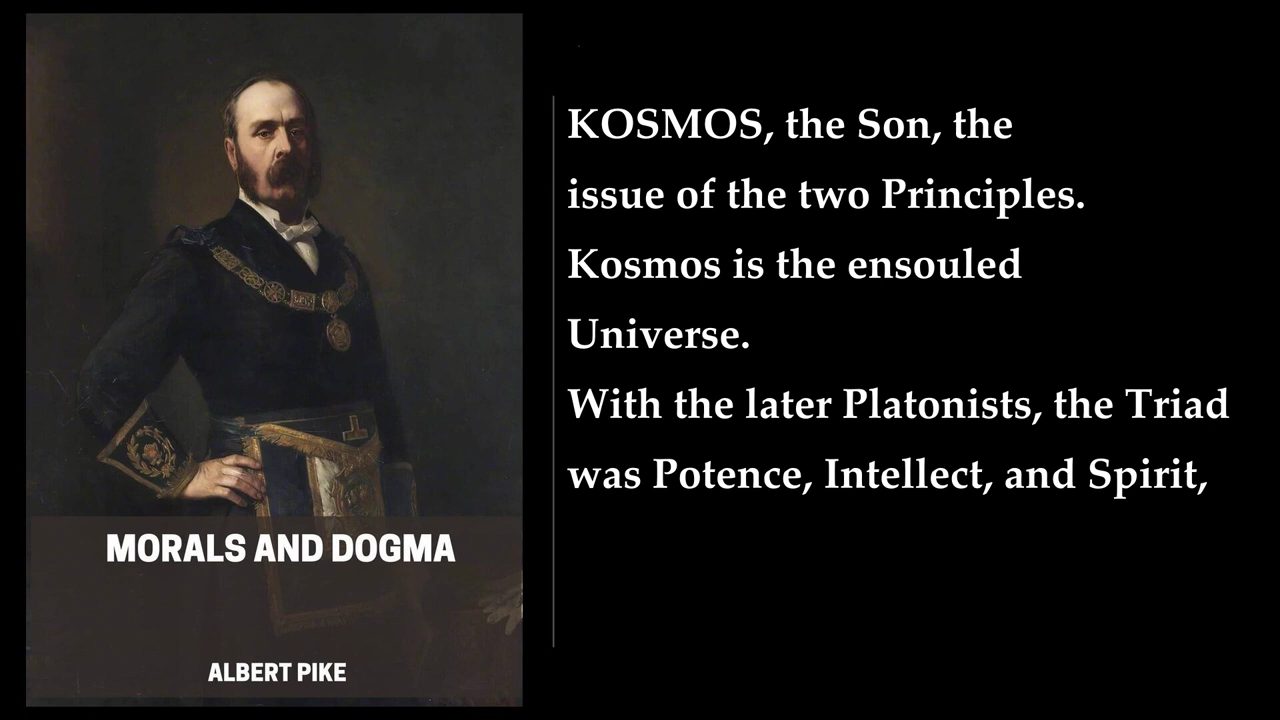 MORALS AND DOGMA
ALBERT PIKE
KOSMOS, the Son, the
issue of the two Principles.
Kosmos is the ensouled
Universe.
With the later Platonists, the Triad
was Potence, Intellect, and Spirit,